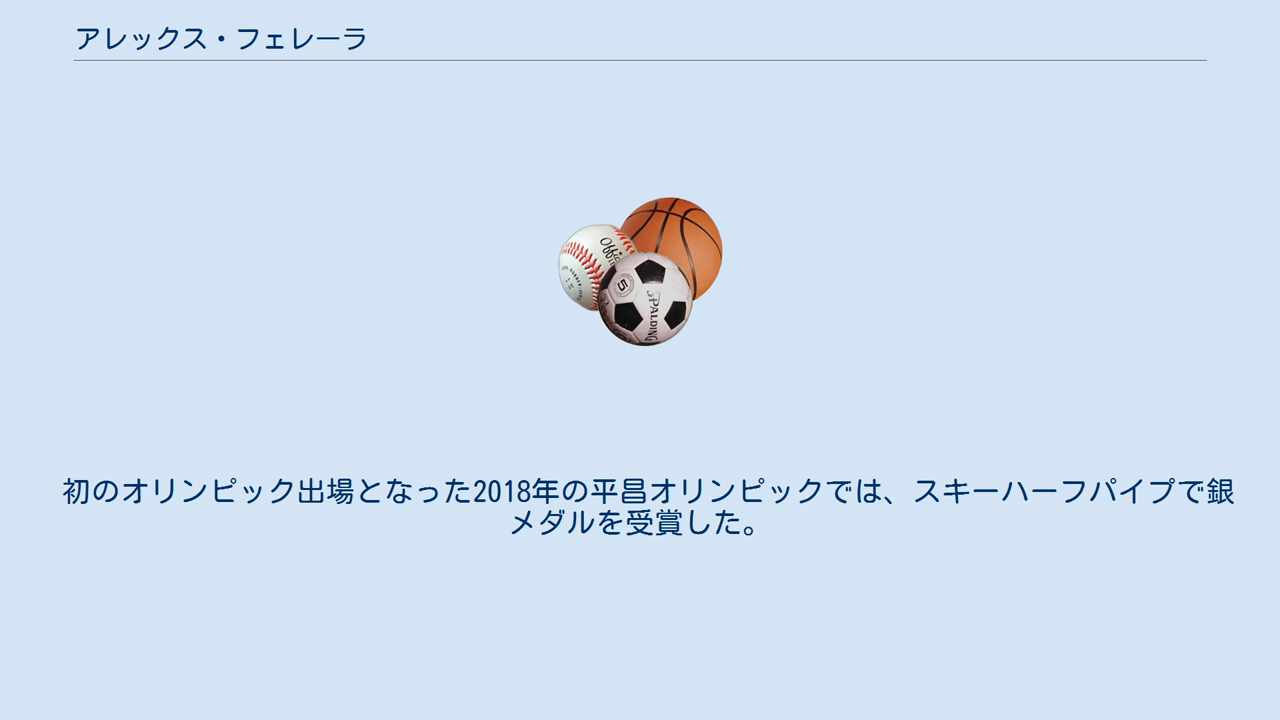 アレックス・フェレーラ
Offi
5
SPALDING
初のオリンピック出場となった2018年の平昌オリンピックでは、スキーハーフパイプで銀
メダルを受賞した。